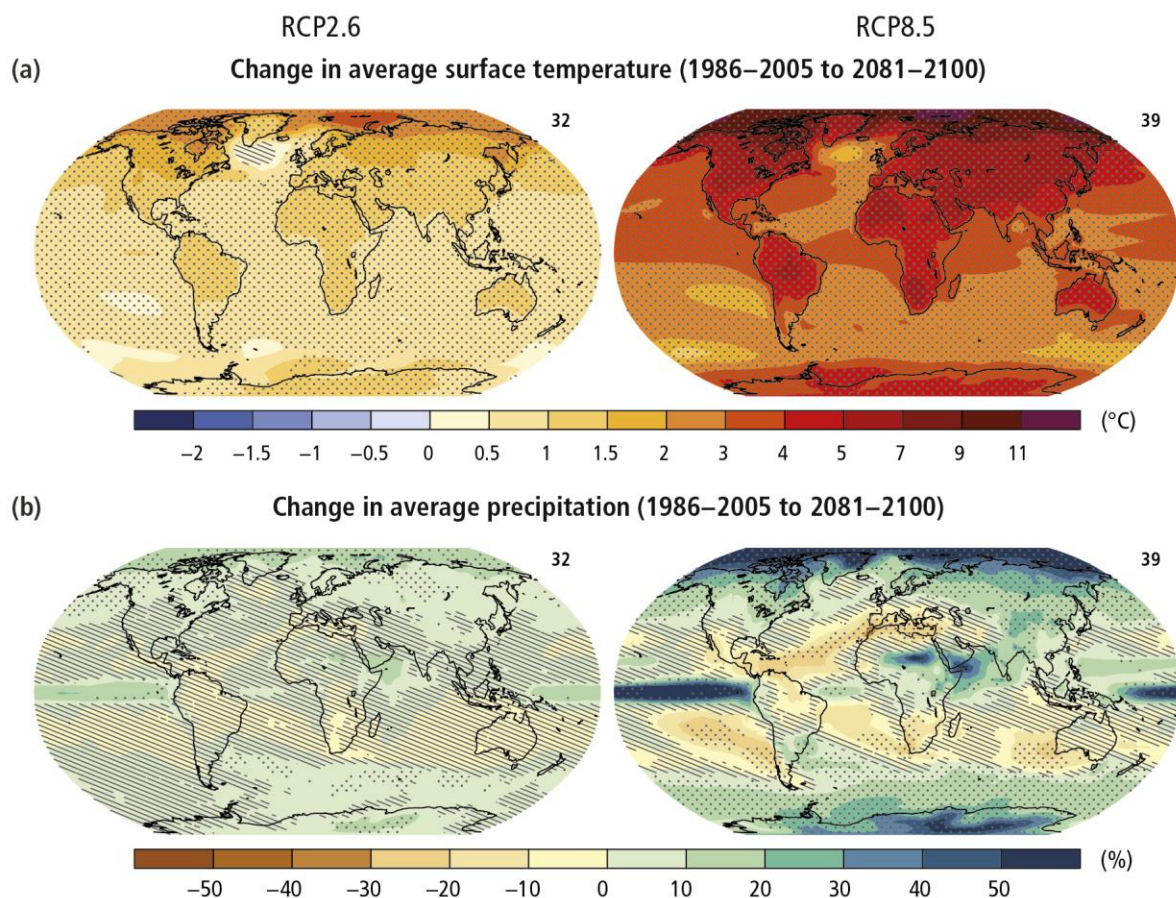 RCP2.6 RCP8.5
(a) Change in average surface temperature (1986–2005 to 2081–2100)
32 39
−2 −1.5 −1 −0.5 0 0.5 1 1.5 2 3 4 5 7 9 11 (°C)
(b) Change in average precipitation (1986–2005 to 2081–2100)
32 39
−50 −40 −30 −20 −10 0 10 20 30 40 50 (%)